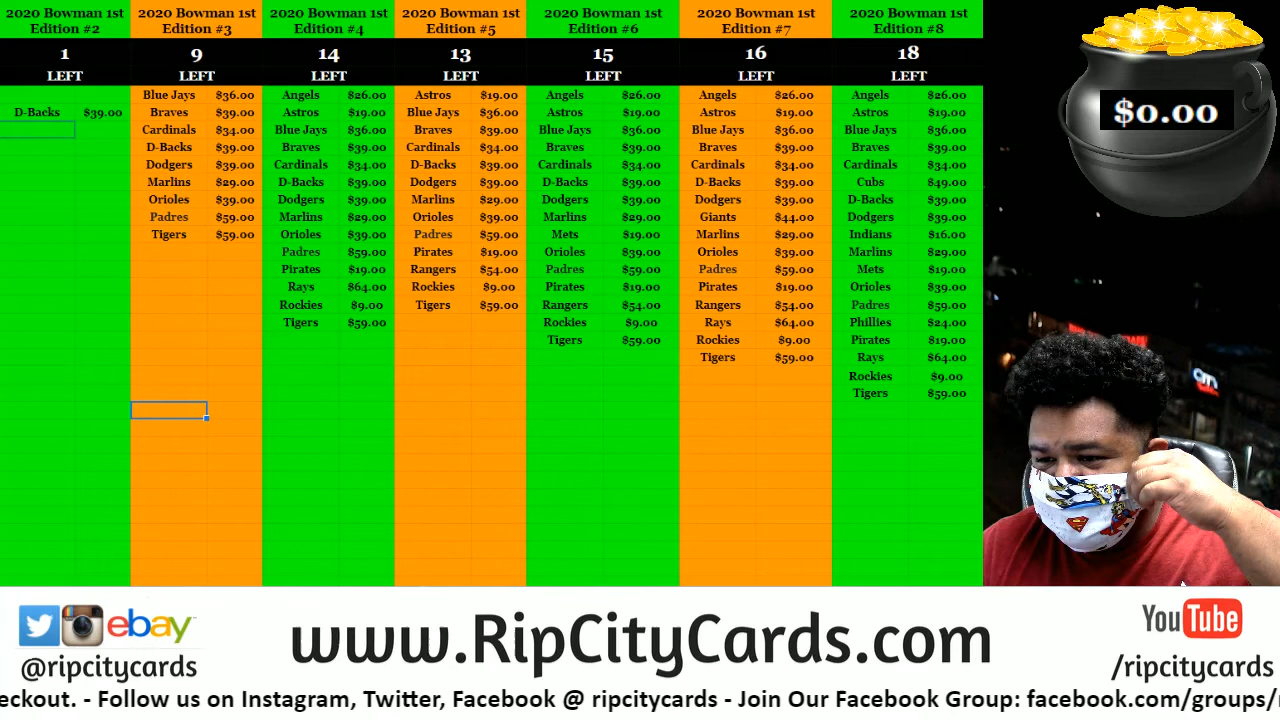 2020 Bowman 1st Edition #2
2020 Bowman 1st Edition #3
2020 Bowman 1st Edition #4
2020 Bowman 1st Edition #5
2020 Bowman 1st Edition #6
2020 Bowman 1st Edition #7
2020 Bowman 1st Edition #8
1 9 14 13 15 16 18
LEFT LEFT LEFT LEFT LEFT LEFT LEFT
Blue Jays $36.00 Angels $26.00 Astros $19.00 Angels $26.00 Angels $26.00 Angels $26.00
D-Backs $39.00 Braves $39.00 Astros $19.00 Blue Jays $36.00 Astros $19.00 Astros $19.00 Astros $19.00
Cardinals $34.00 Blue Jays $36.00 Braves $39.00 Blue Jays $36.00 Blue Jays $36.00 Blue Jays $36.00
D-Backs $39.00 Braves $39.00 Cardinals $34.00 Braves $39.00 Braves $39.00 Braves $39.00
Dodgers $39.00 Cardinals $34.00 D-Backs $39.00 Cardinals $34.00 Cardinals $34.00 Cardinals $34.00
Marlins $29.00 D-Backs $39.00 Dodgers $39.00 D-Backs $39.00 D-Backs $39.00 Cubs $49.00
Orioles $39.00 Dodgers $39.00 Marlins $29.00 Dodgers $39.00 Dodgers $39.00 D-Backs $39.00
Padres $59.00 Marlins $29.00 Orioles $39.00 Marlins $29.00 Giants $44.00 Dodgers $39.00
Tigers $59.00 Orioles $39.00 Padres $59.00 Mets $19.00 Marlins $29.00 Indians $16.00
Padres $59.00 Pirates $19.00 Orioles $39.00 Orioles $39.00 Marlins $29.00
Pirates $19.00 Rangers $54.00 Padres $59.00 Padres $59.00 Mets $19.00
Rays $64.00 Rockies $9.00 Pirates $19.00 Pirates $19.00 Orioles $39.00
Rockies $9.00 Tigers $59.00 Rangers $54.00 Rangers $54.00 Padres $59.00
Tigers $59.00 Rockies $9.00 Rays $64.00 Phillies $24.00
Tigers $59.00 Rockies $9.00 Pirates $19.00
Tigers $59.00 Rays $64.00
Rockies $9.00
Tigers $59.00
$0.00
ebay
@ripcitycards
www.RipCityCards.com
YouTube
/ripcitycards
eckout. - Follow us on Instagram, Twitter, Facebook @ ripcitycards - Join Our Facebook Group: facebook.com/groups/